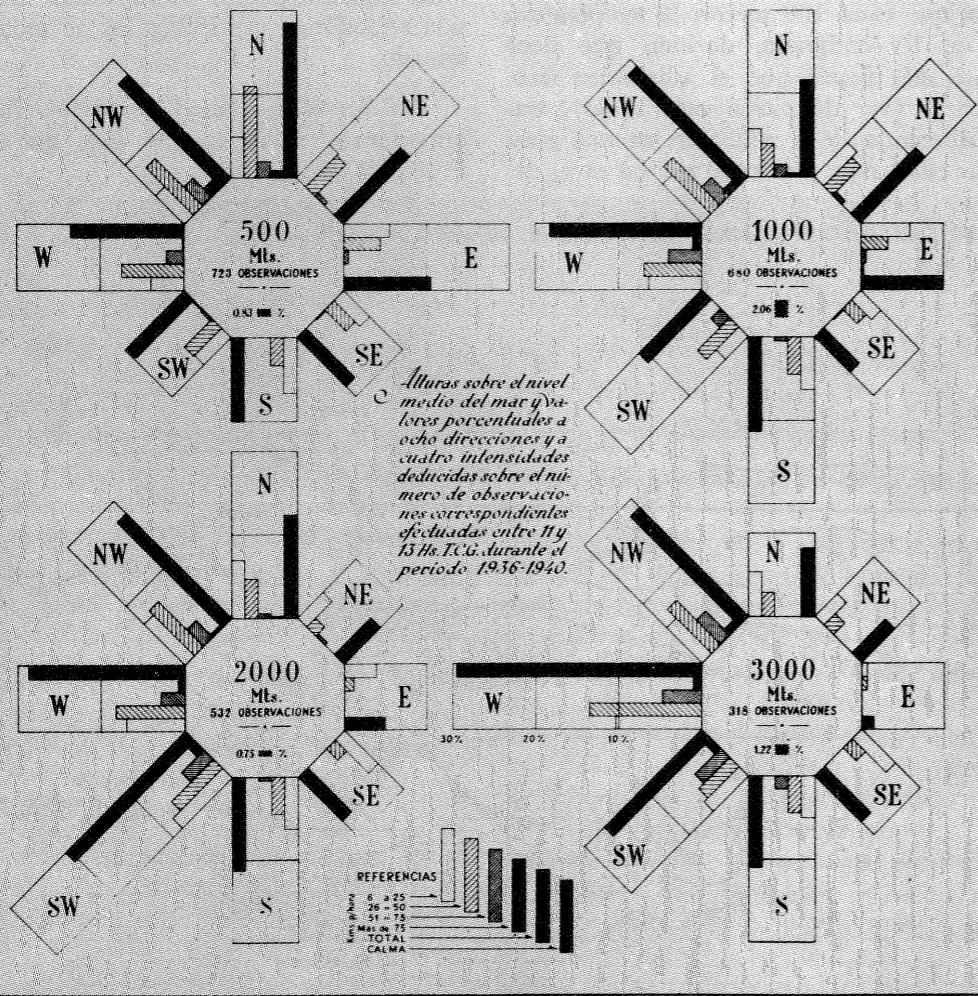 N
NW
NE
500
Mts.
723 OBSERVACIONES
0.83 %
W
E
SW
SE
S
N
NW
NE
1000
Mts.
680 OBSERVACIONES
2.06 %
W
E
SW
SE
S
Alturas sobre el nivel
medio del mar y va-
lores porcentuales a
ocho direcciones y a
cuatro intensidades
deducidas sobre el nú-
mero de observacio-
nes correspondientes
efectuadas entre 11 y
13 Hs. T.C.G. durante el
período 1936-1940.
N
NW
NE
2000
Mts.
532 OBSERVACIONES
0.75 %
W
E
SW
SE
S
N
NW
NE
3000
Mts.
318 OBSERVACIONES
1.22 %
W
E
30% 20% 10%
SW
SE
S
REFERENCIAS
Kms p/hora
6 a 25
26 - 50
51 - 75
Mas de 75
TOTAL
CALMA